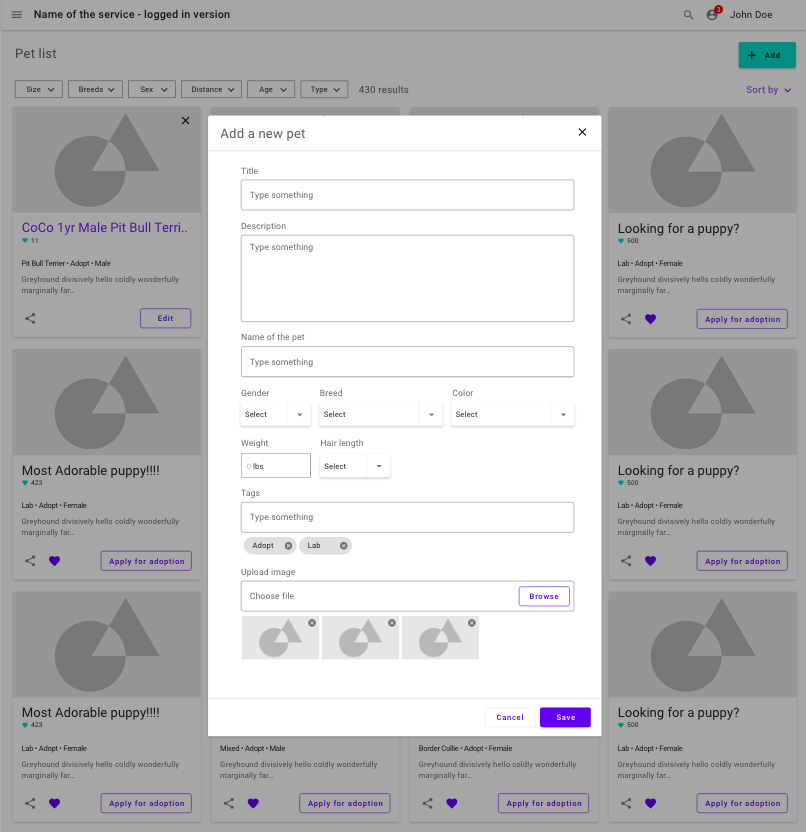 Name of the service - logged in version
3
John Doe
Pet list
Add
Size
Breeds
Sex
Distance
Age
Type
430 results
Sort by
CoCo 1yr Male Pit Bull Terri..
11
Pit Bull Terrier • Adopt • Male
Greyhound divisively hello coldly wonderfully
marginally far...
Edit
Looking for a puppy?
500
Lab • Adopt • Female
Greyhound divisively hello coldly wonderfully
marginally far...
Apply for adoption
Add a new pet
Title
Type something
Description
Type something
Name of the pet
Type something
Gender
Breed
Color
Select
Select
Select
Weight
Hair length
0 lbs
Select
Tags
Type something
Adopt
Lab
Upload image
Choose file
Browse
Cancel
Save
Most Adorable puppy!!!!
423
Lab • Adopt • Female
Greyhound divisively hello coldly wonderfully
marginally far...
Apply for adoption
Looking for a puppy?
500
Lab • Adopt • Female
Greyhound divisively hello coldly wonderfully
marginally far...
Apply for adoption
Most Adorable puppy!!!!
423
Lab • Adopt • Female
Greyhound divisively hello coldly wonderfully
marginally far...
Apply for adoption
Mixed • Adopt • Male
Greyhound divisively hello coldly wonderfully
marginally far...
Apply for adoption
Border Collie • Adopt • Female
Greyhound divisively hello coldly wonderfully
marginally far...
Apply for adoption
Looking for a puppy?
500
Lab • Adopt • Female
Greyhound divisively hello coldly wonderfully
marginally far...
Apply for adoption